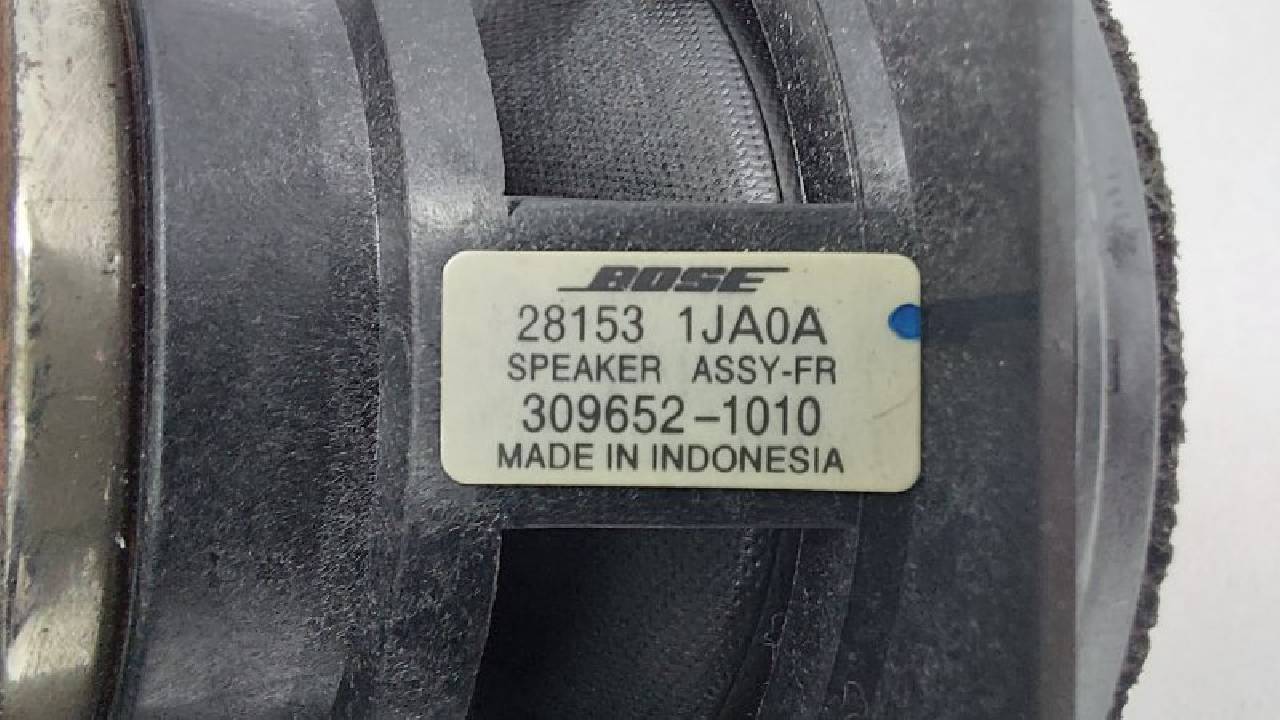 BOSE
28153 1JA0A
SPEAKER ASSY-FR
309652-1010
MADE IN INDONESIA